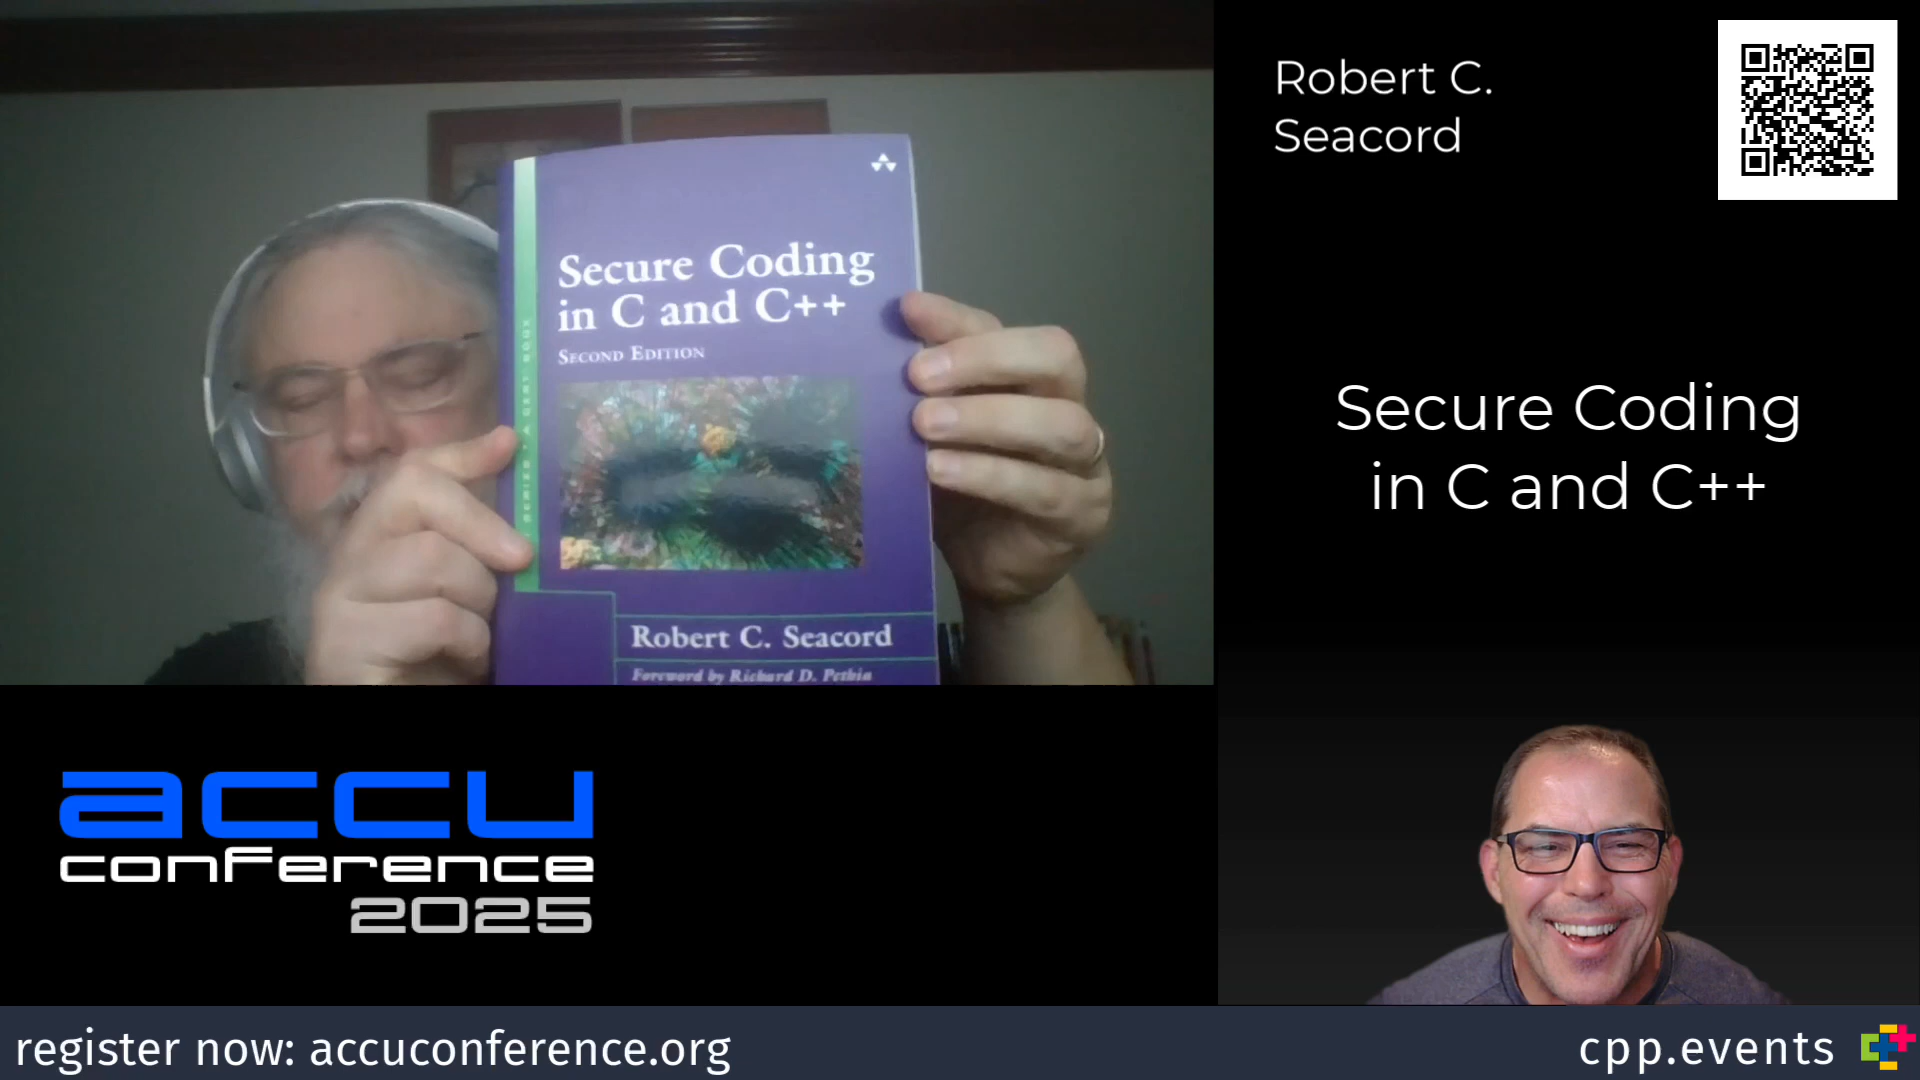 Secure Coding
in C and C++
SECOND EDITION
Robert C. Seacord
Foreword by Richard D. Pethia
Robert C.
Seacord
Secure Coding
in C and C++
accu
conference
2025
register now: accuconference.org
cpp.events